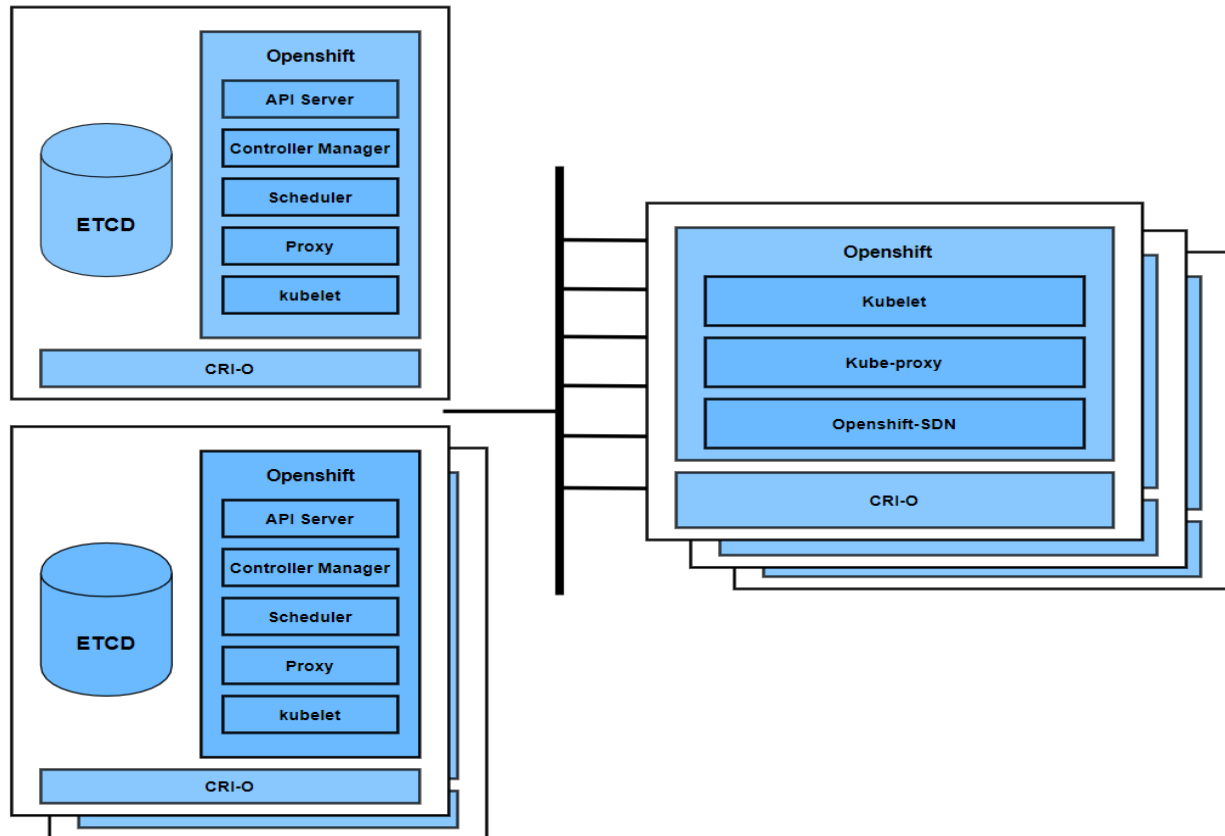 Openshift
API Server
Controller Manager
Scheduler
Proxy
kubelet
ETCD
CRI-O
Openshift
API Server
Controller Manager
Scheduler
Proxy
kubelet
ETCD
CRI-O
Openshift
Kubelet
Kube-proxy
Openshift-SDN
CRI-O